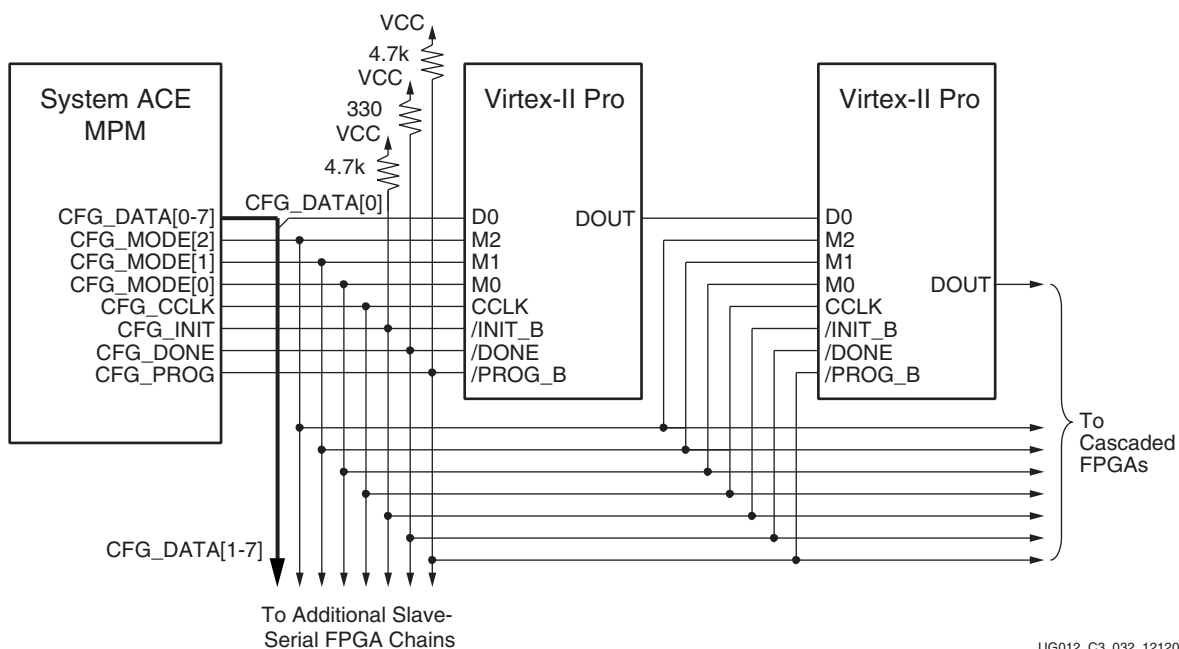 VCC
4.7k
VCC
330
VCC
4.7k
System ACE
MPM
CFG_DATA[0-7]
CFG_MODE[2]
CFG_MODE[1]
CFG_MODE[0]
CFG_CCLK
CFG_INIT
CFG_DONE
CFG_PROG
CFG_DATA[0]
Virtex-II Pro
D0
M2
M1
M0
CCLK
/INIT_B
/DONE
/PROG_B
DOUT
Virtex-II Pro
D0
M2
M1
M0
CCLK
/INIT_B
/DONE
/PROG_B
DOUT
To
Cascaded
FPGAs
CFG_DATA[1-7]
To Additional Slave-
Serial FPGA Chains
UG012_C3_032_12120